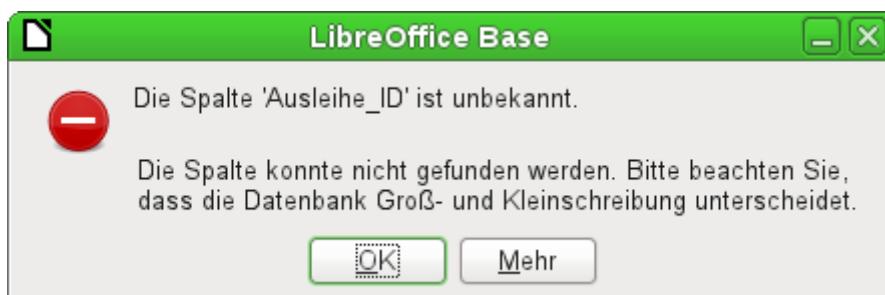 LibreOffice Base
Die Spalte 'Ausleihe_ID' ist unbekannt.
Die Spalte konnte nicht gefunden werden. Bitte beachten Sie,
dass die Datenbank Groß- und Kleinschreibung unterscheidet.
OK Mehr